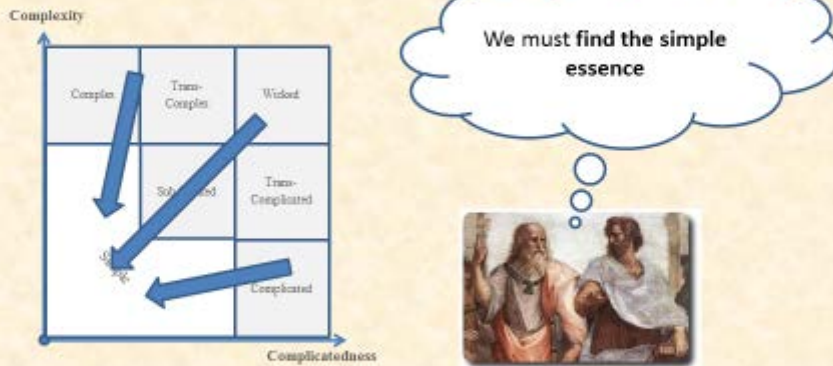 Complexity
We must find the simple
essence
Complex
Trans-
Complex
Wicked
Trans-
Complicated
Complicated
Complicatedness